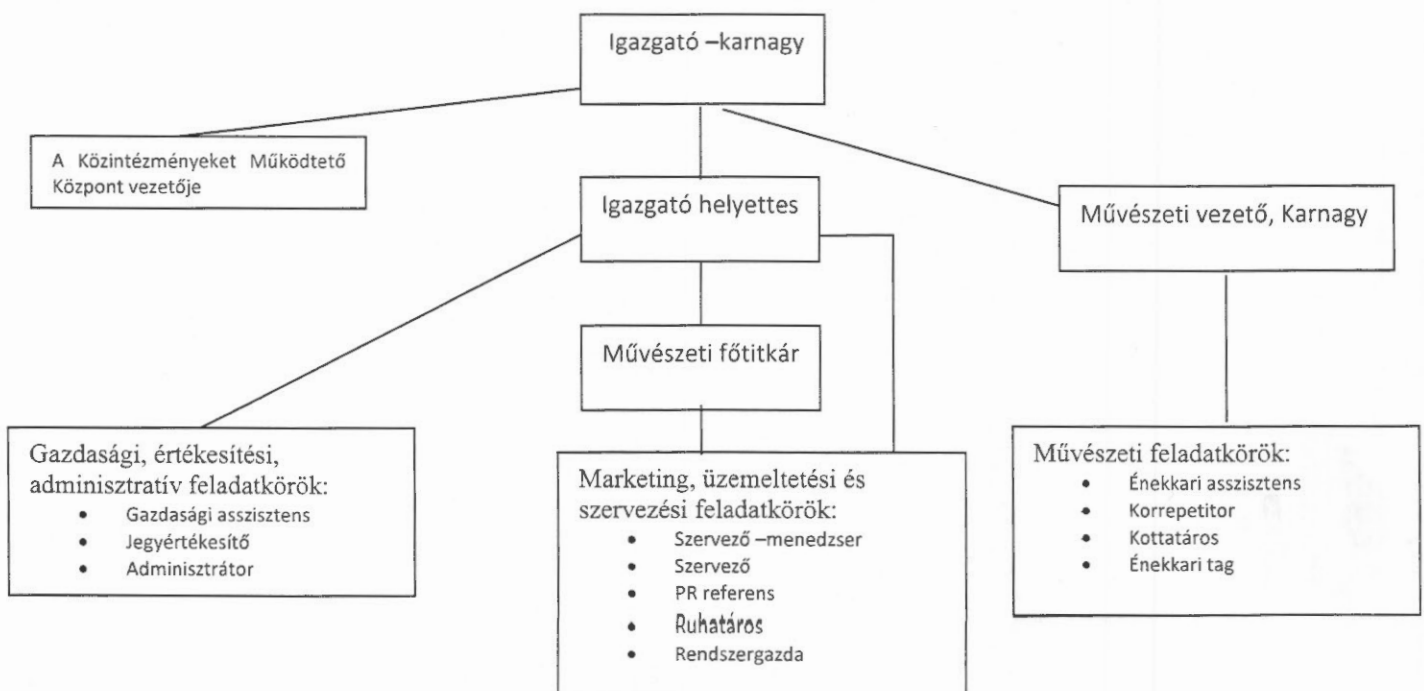 Igazgató –karnagy
A Közintézményeket Működtető
Központ vezetője
Igazgató helyettes
Művészeti vezető, Karnagy
Művészeti főtitkár
Gazdasági, értékesítési,
adminisztratív feladatkörök:
• Gazdasági asszisztens
• Jegyértékesítő
• Adminisztrátor
Marketing, üzemeltetési és
szervezési feladatkörök:
• Szervező –menedzser
• Szervező
• PR referens
• Ruhatáros
• Rendszergazda
Művészeti feladatkörök:
• Énekkari asszisztens
• Korrepetitor
• Kottatáros
• Énekkari tag